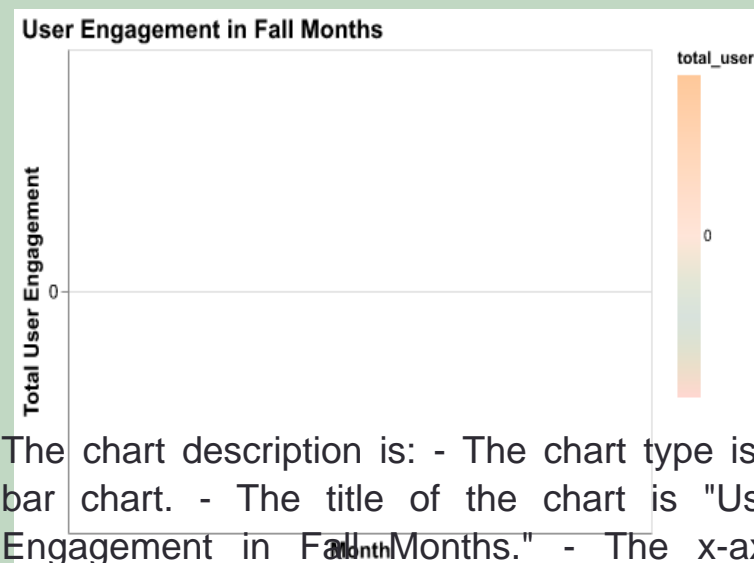 User Engagement in Fall Months
total_user
Total User Engagement
0
0
The chart description is: - The chart type is
bar chart. - The title of the chart is "Us
Engagement in Fall Months." - The x-ax
Month